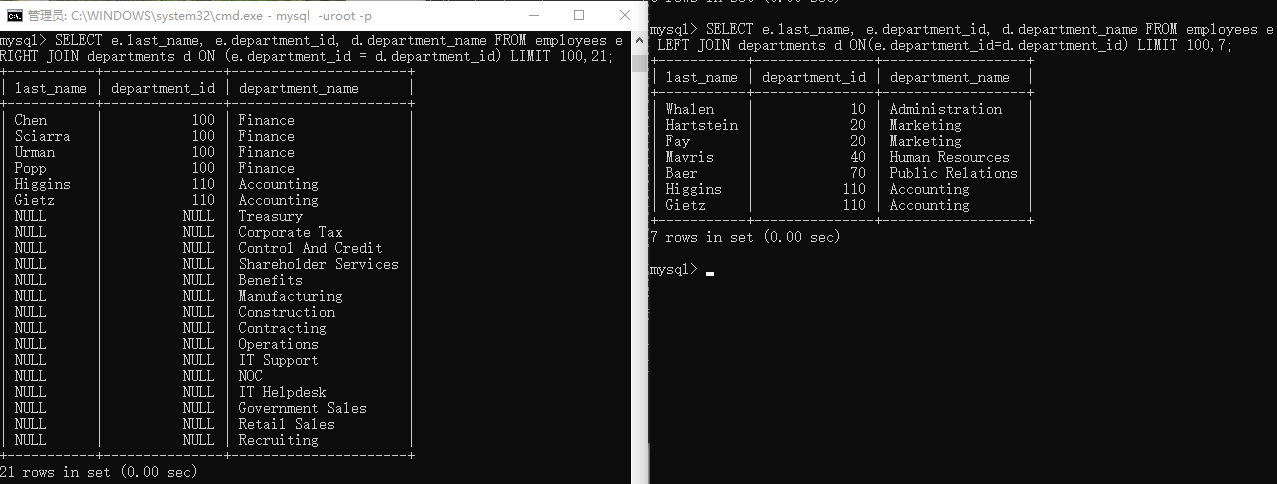 管理员: C:\WINDOWS\system32\cmd.exe - mysql  -uroot -p
mysql> SELECT e.last_name, e.department_id, d.department_name FROM employees e
RIGHT JOIN departments d ON (e.department_id = d.department_id) LIMIT 100,21;
| last_name | department_id | department_name |
| Chen | 100 | Finance |
| Sciarra | 100 | Finance |
| Urman | 100 | Finance |
| Popp | 100 | Finance |
| Higgins | 110 | Accounting |
| Gietz | 110 | Accounting |
| NULL | NULL | Treasury |
| NULL | NULL | Corporate Tax |
| NULL | NULL | Control And Credit |
| NULL | NULL | Shareholder Services |
| NULL | NULL | Benefits |
| NULL | NULL | Manufacturing |
| NULL | NULL | Construction |
| NULL | NULL | Contracting |
| NULL | NULL | Operations |
| NULL | NULL | IT Support |
| NULL | NULL | NOC |
| NULL | NULL | IT Helpdesk |
| NULL | NULL | Government Sales |
| NULL | NULL | Retail Sales |
| NULL | NULL | Recruiting |
21 rows in set (0.00 sec)
rows in set (0.00 sec)
mysql> SELECT e.last_name, e.department_id, d.department_name FROM employees e
LEFT JOIN departments d ON(e.department_id=d.department_id) LIMIT 100,7;
| last_name | department_id | department_name |
| Whalen | 10 | Administration |
| Hartstein | 20 | Marketing |
| Fay | 20 | Marketing |
| Mavris | 40 | Human Resources |
| Baer | 70 | Public Relations |
| Higgins | 110 | Accounting |
| Gietz | 110 | Accounting |
7 rows in set (0.00 sec)
mysql>